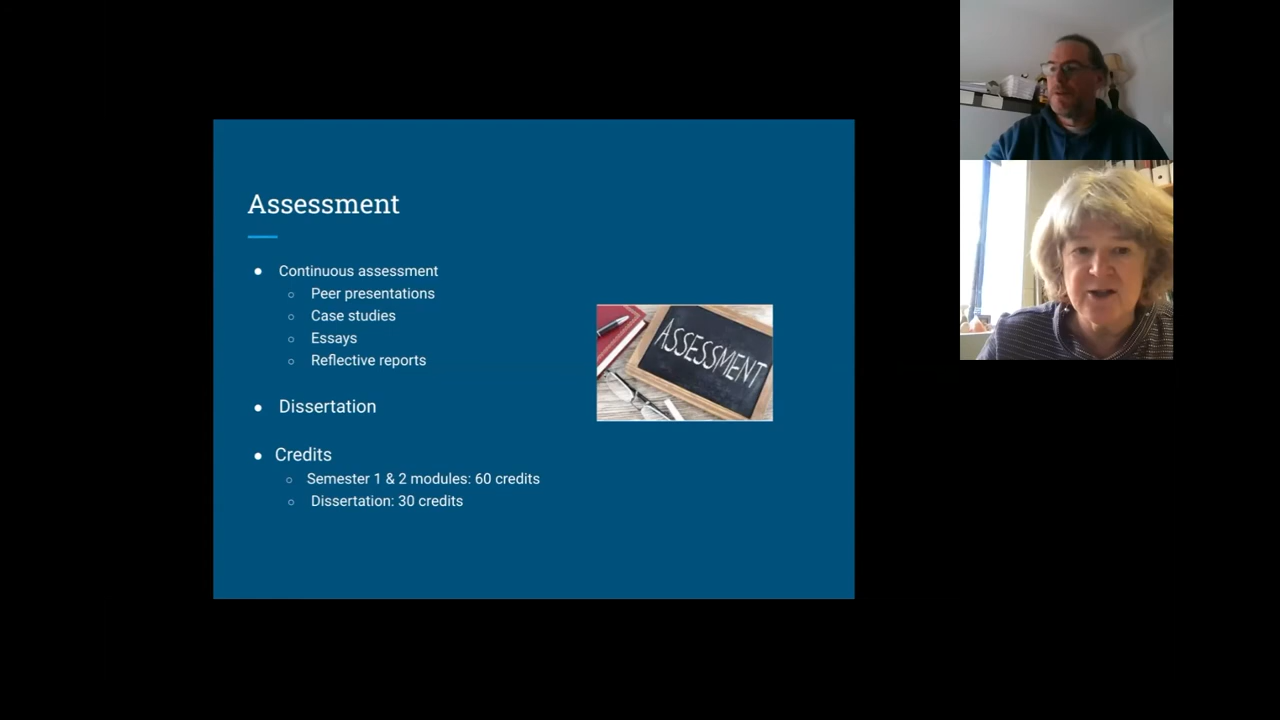 Assessment
Continuous assessment
Peer presentations
Case studies
Essays
Reflective reports
ASSESSMENT
Dissertation
Credits
Semester 1 & 2 modules: 60 credits
Dissertation: 30 credits